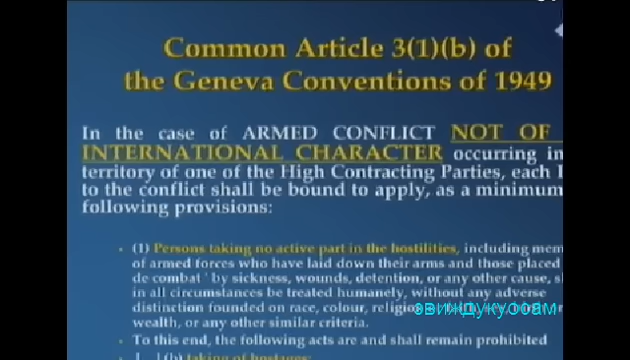 Common Article 3(1)(b) of
the Geneva Conventions of 1949
In the case of ARMED CONFLICT NOT OF
INTERNATIONAL CHARACTER occurring in
territory of one of the High Contracting Parties, each
to the conflict shall be bound to apply, as a minimum
following provisions:
• (1) Persons taking no active part in the hostilities, including
of armed forces who have laid down their arms and those placed
de combat ' by sickness, wounds, detention, or any other cause,
in all circumstances be treated humanely, without any adverse
distinction founded on race, colour,
wealth, or any other similar criteria.
• To this end, the following acts are and shall remain prohibited
(b) taking of hostages;